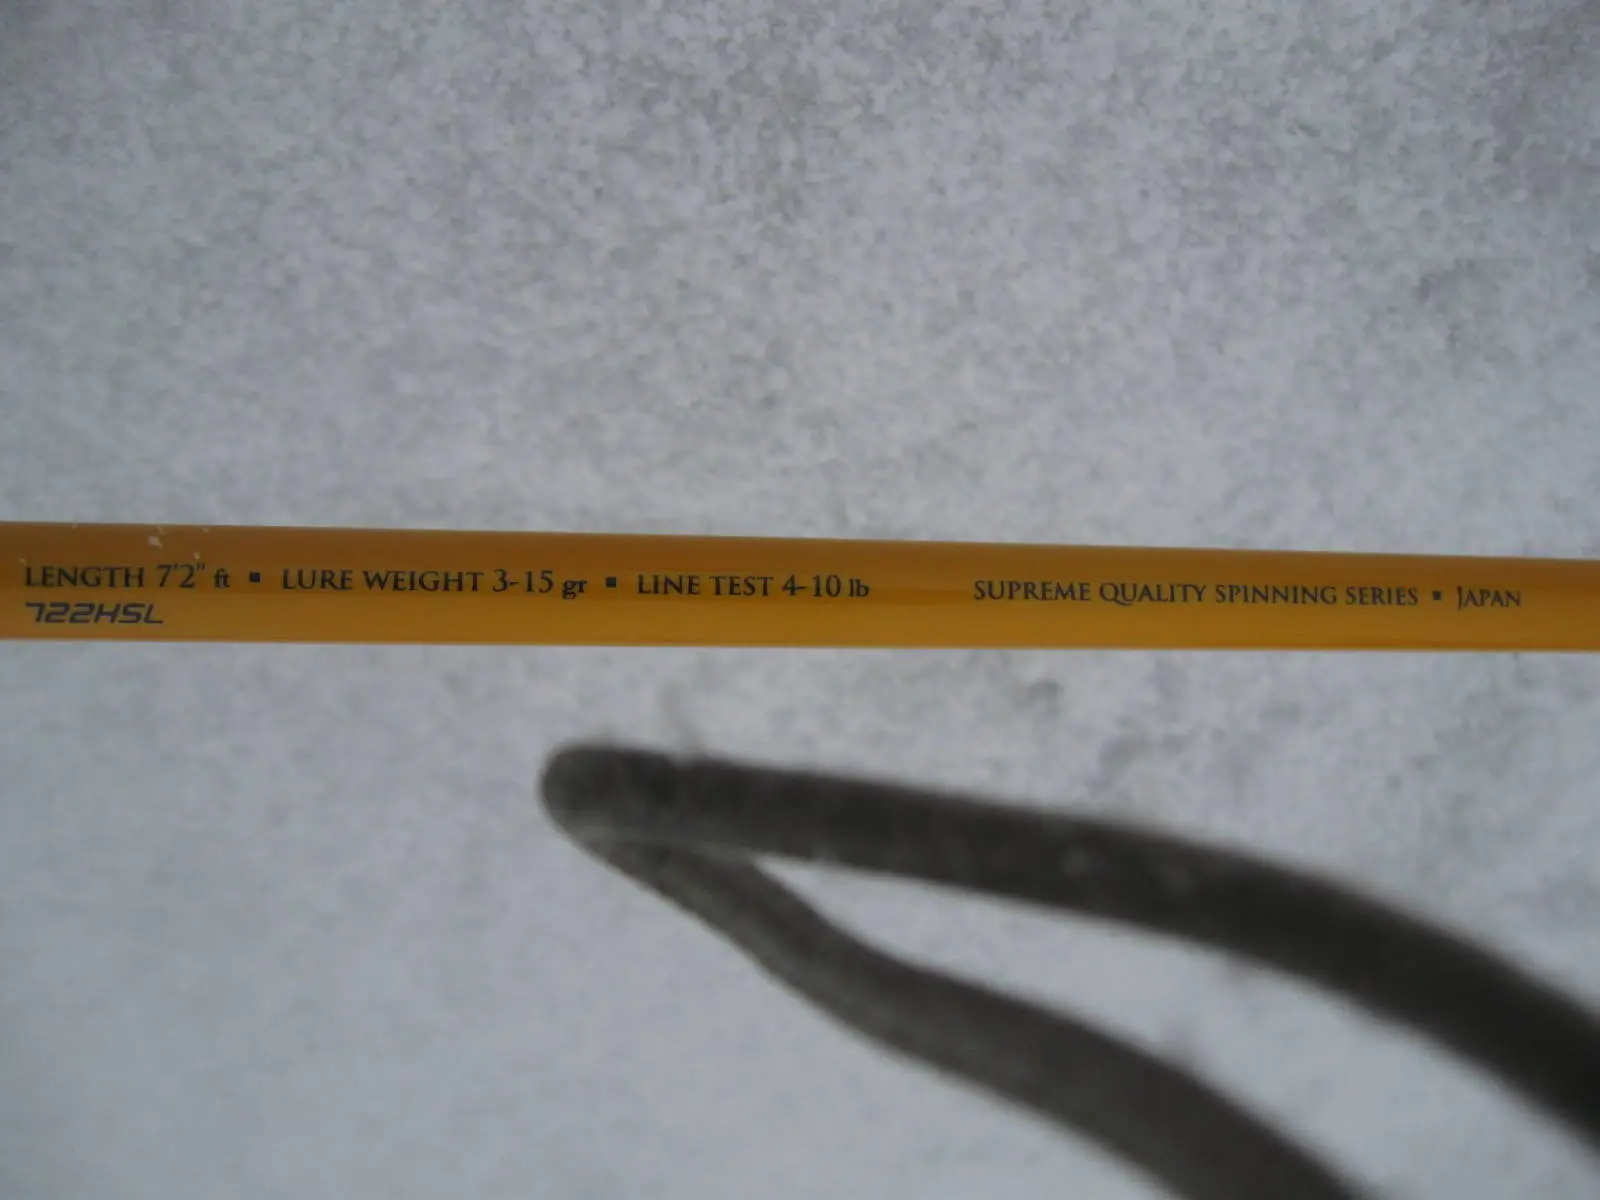 LENGTH 7'2" ft ▪ LURE WEIGHT 3-15 gr ▪ LINE TEST 4-10 lb SUPREME QUALITY SPINNING SERIES ▪ JAPAN
722HSL